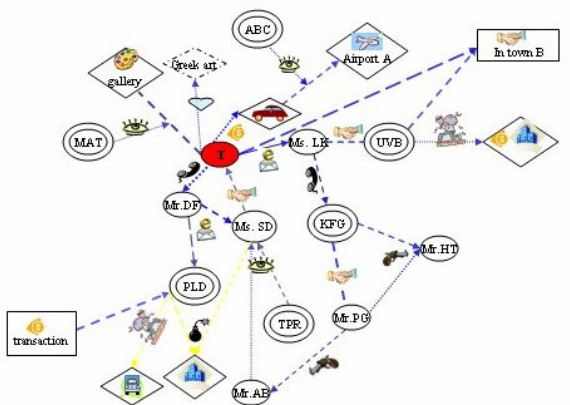 ABC
Airport A
In town B
gallery
Greek art
MAT
T
Ms. LK
UVB
Mr.DF
Ms. SD
KFG
Mr.HT
PLD
TPR
Mr.PG
transaction
Mr.AB